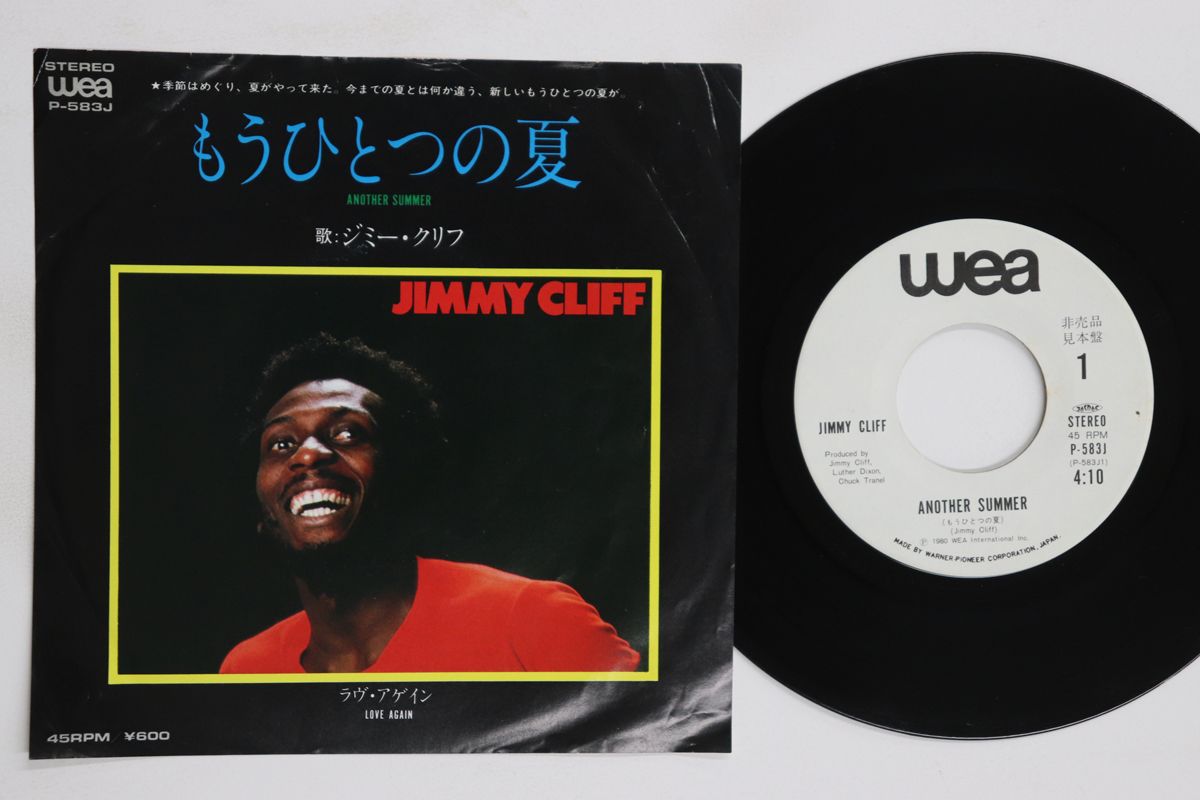 STEREO
wea
P-583J
★季節はめぐり、夏がやって来た。今までの夏とは何か違う、新しいもうひとつの夏が。
もうひとつの夏
ANOTHER SUMMER
歌:ジミー・クリフ
JIMMY CLIFF
ラヴ・アゲイン
LOVE AGAIN
45RPM/¥600
wea
非売品
見本盤
1
JIMMY CLIFF
Produced by
Jimmy Cliff,
Luther Dixon,
Chuck Tranel
STEREO
45 RPM
P-583J
(P-583J1)
4:10
ANOTHER SUMMER
(もうひとつの夏)
(Jimmy Cliff)
Ⓟ 1980 WEA International Inc.
MADE BY WARNER-PIONEER CORPORATION, JAPAN.